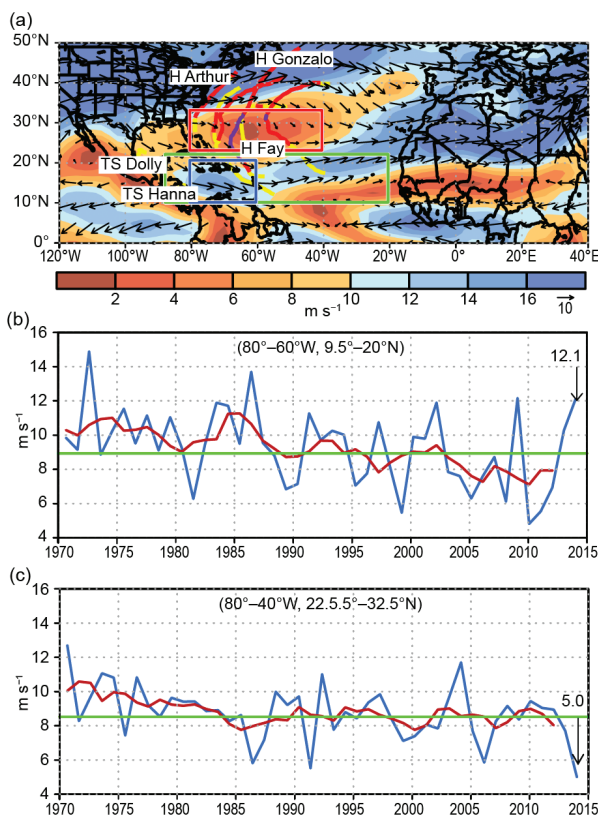 (a)
50°N
40°
30°
20°
10°
0°
H Gonzalo
H Arthur
H Fay
TS Dolly
TS Hanna
120°W 100°W 80°W 60°W 40°W 20°W 0° 20°E 40°E
2 4 6 8 10 12 14 16 10
m s⁻¹
(b)
(80°–60°W, 9.5°–20°N)
12.1
16
14
12
10
8
6
4
m s⁻¹
1970 1975 1980 1985 1990 1995 2000 2005 2010 2015
(c)
(80°–40°W, 22.5.5°–32.5°N)
5.0
16
14
12
10
8
6
4
m s⁻¹
1970 1975 1980 1985 1990 1995 2000 2005 2010 2015